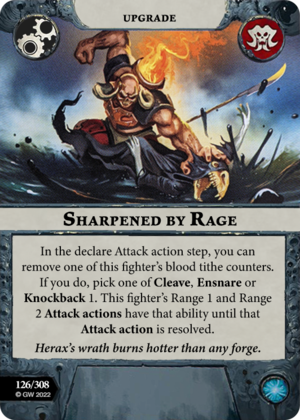 UPGRADE
SHARPENED BY RAGE
In the declare Attack action step, you can
remove one of this fighter's blood tithe counters.
If you do, pick one of Cleave, Ensnare or
Knockback 1. This fighter's Range 1 and Range
2 Attack actions have that ability until that
Attack action is resolved.
Herax's wrath burns hotter than any forge.
126/308
© GW 2022